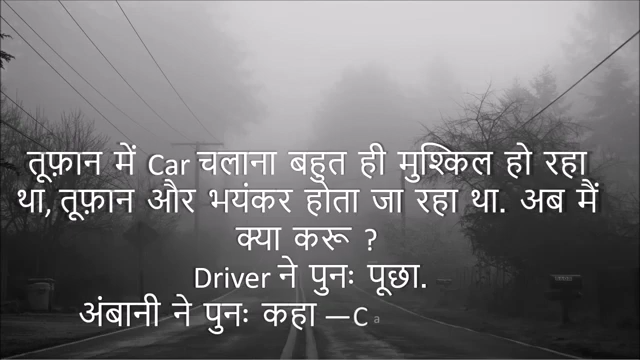 तूफ़ान में Car चलाना बहुत ही मुश्किल हो रहा
था, तूफ़ान और भयंकर होता जा रहा था. अब मैं
क्या करू ?
Driver ने पुनः पूछा.
अंबानी ने पुनः कहा —C a